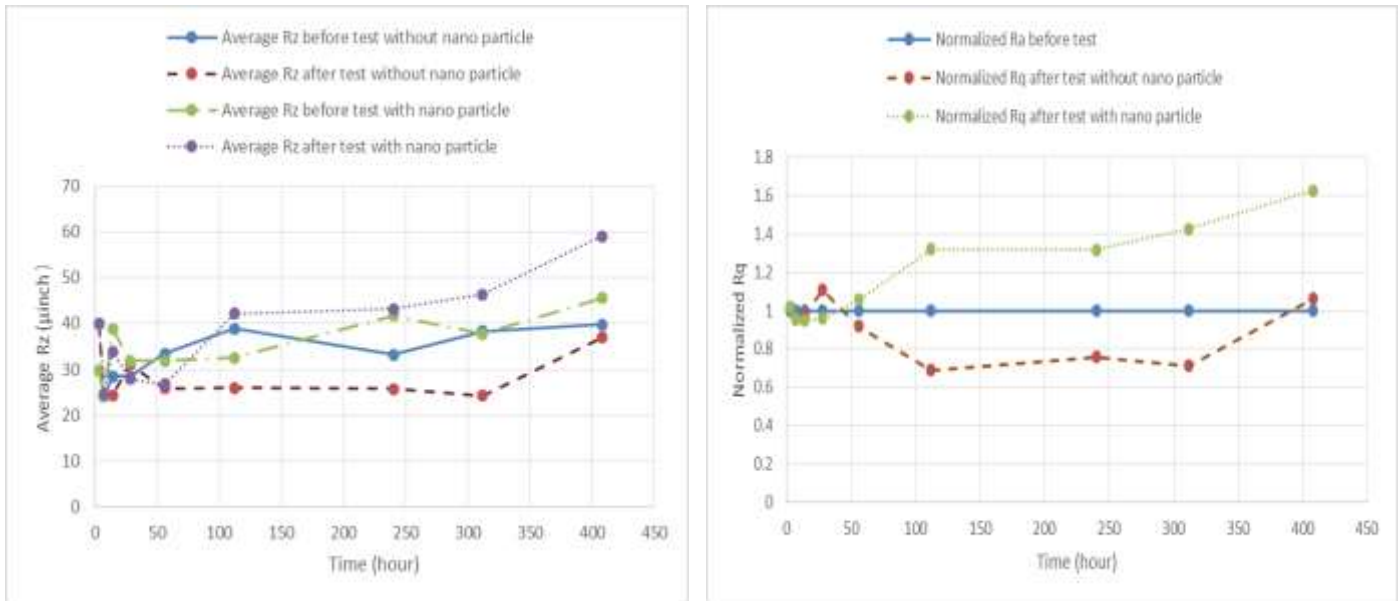 Average Rz before test without nano particle
Average Rz after test without nano particle
Average Rz before test with nano particle
Average Rz after test with nano particle
70
60
50
40
30
20
10
0
Average Rz (µinch )
0 50 100 150 200 250 300 350 400 450
Time (hour)
Normalized Ra before test
Normalized Rq after test without nano particle
Normalized Rq after test with nano particle
1.8
1.6
1.4
1.2
1
0.8
0.6
0.4
0.2
0
Normalized Rq
0 50 100 150 200 250 300 350 400 450
Time (hour)